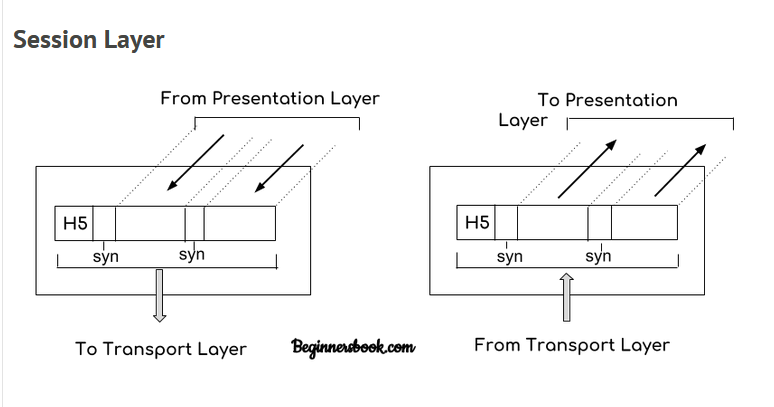 Session Layer
From Presentation Layer
To Presentation
Layer
H5
syn
syn
To Transport Layer
H5
syn
syn
From Transport Layer
Beginnersbook.com